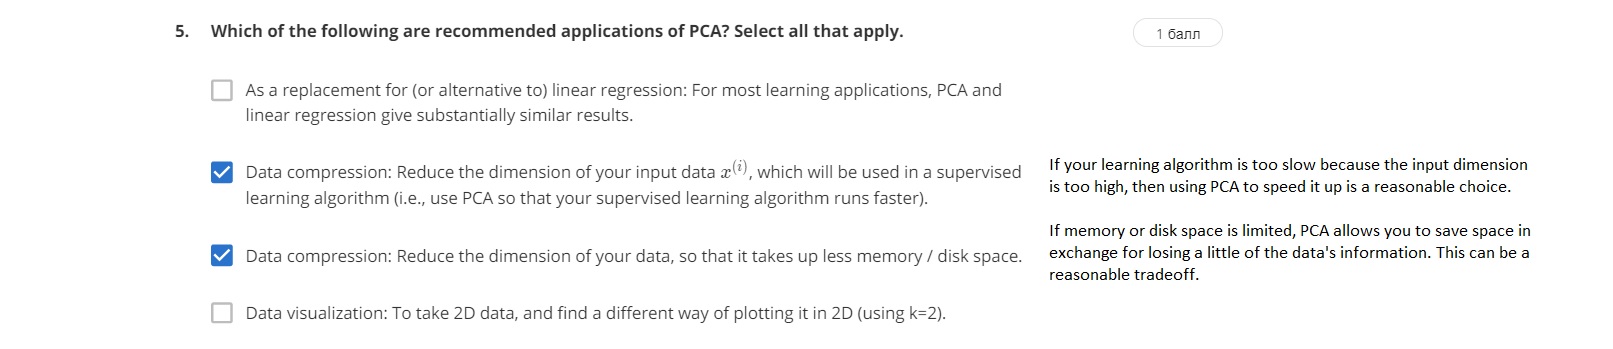 5. Which of the following are recommended applications of PCA? Select all that apply.
1 балл
As a replacement for (or alternative to) linear regression: For most learning applications, PCA and
linear regression give substantially similar results.
Data compression: Reduce the dimension of your input data x^(i), which will be used in a supervised
learning algorithm (i.e., use PCA so that your supervised learning algorithm runs faster).
If your learning algorithm is too slow because the input dimension
is too high, then using PCA to speed it up is a reasonable choice.
Data compression: Reduce the dimension of your data, so that it takes up less memory / disk space.
If memory or disk space is limited, PCA allows you to save space in
exchange for losing a little of the data's information. This can be a
reasonable tradeoff.
Data visualization: To take 2D data, and find a different way of plotting it in 2D (using k=2).